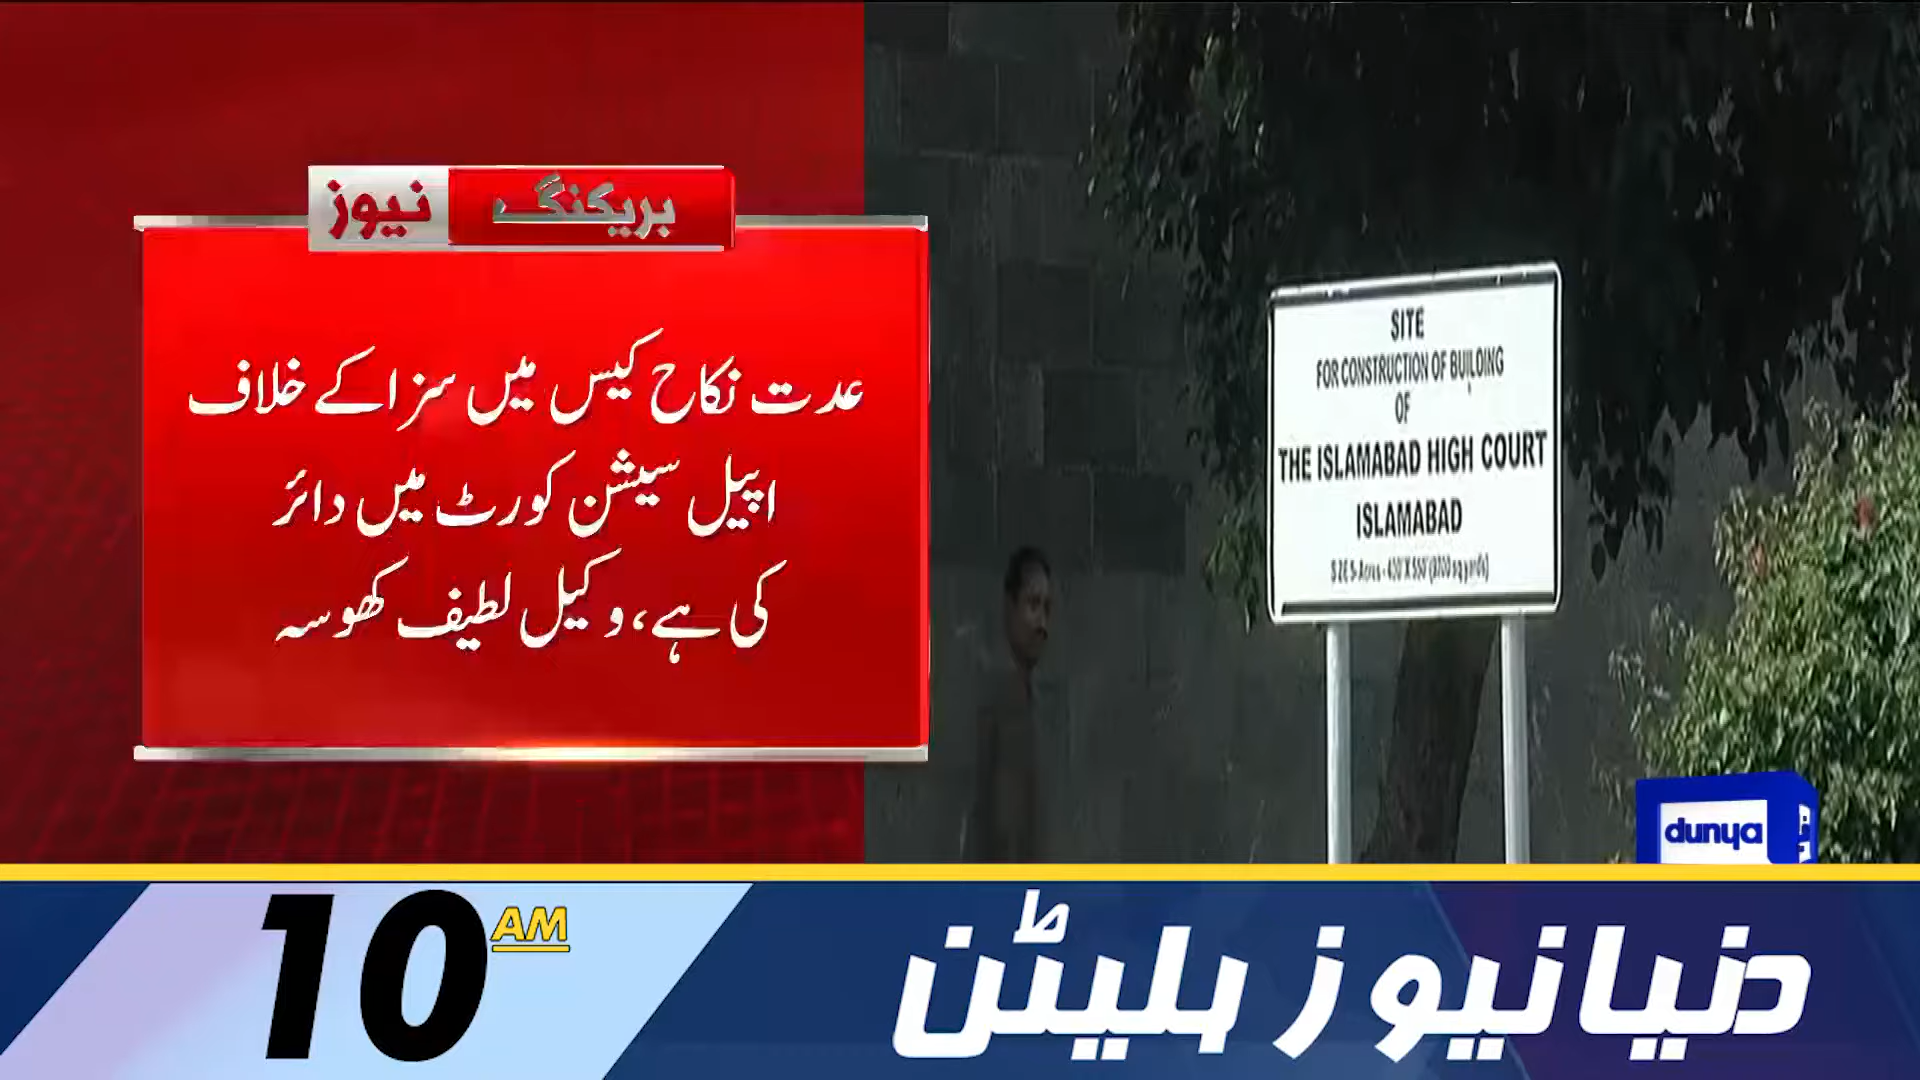 بریکنگ نیوز
عدت نکاح کیس میں سزا کے خلاف
اپیل سیشن کورٹ میں دائر
کی ہے، وکیل لطیف کھوسہ
SITE
FOR CONSTRUCTION OF BUILDING
OF
THE ISLAMABAD HIGH COURT
ISLAMABAD
dunya
10 AM
دنیا نیوز بلیٹن